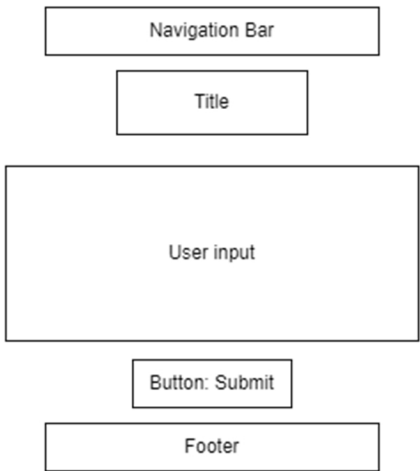 Navigation Bar
Title
User input
Button: Submit
Footer